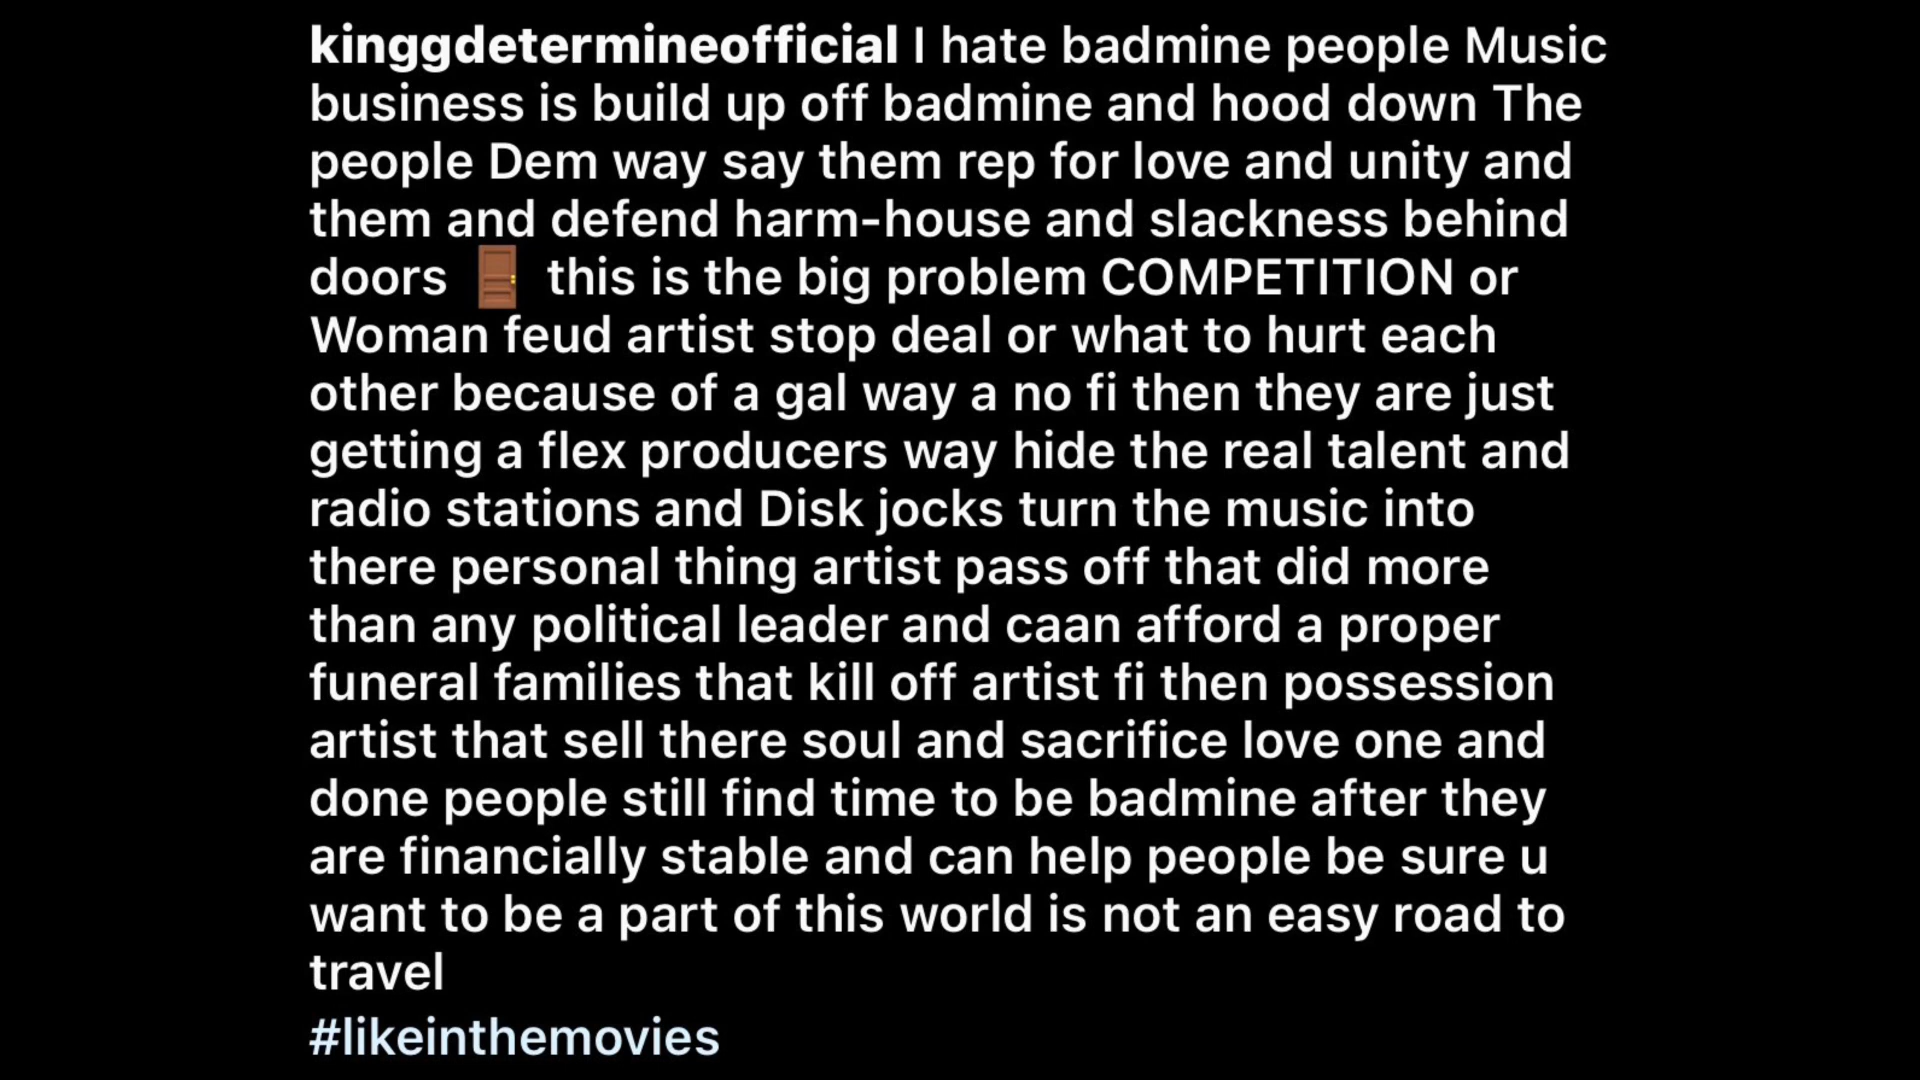 kinggdetermineofficial I hate badmine people Music
business is build up off badmine and hood down The
people Dem way say them rep for love and unity and
them and defend harm-house and slackness behind
doors 🚪 this is the big problem COMPETITION or
Woman feud artist stop deal or what to hurt each
other because of a gal way a no fi then they are just
getting a flex producers way hide the real talent and
radio stations and Disk jocks turn the music into
there personal thing artist pass off that did more
than any political leader and caan afford a proper
funeral families that kill off artist fi then possession
artist that sell there soul and sacrifice love one and
done people still find time to be badmine after they
are financially stable and can help people be sure u
want to be a part of this world is not an easy road to
travel
#likeinthemovies